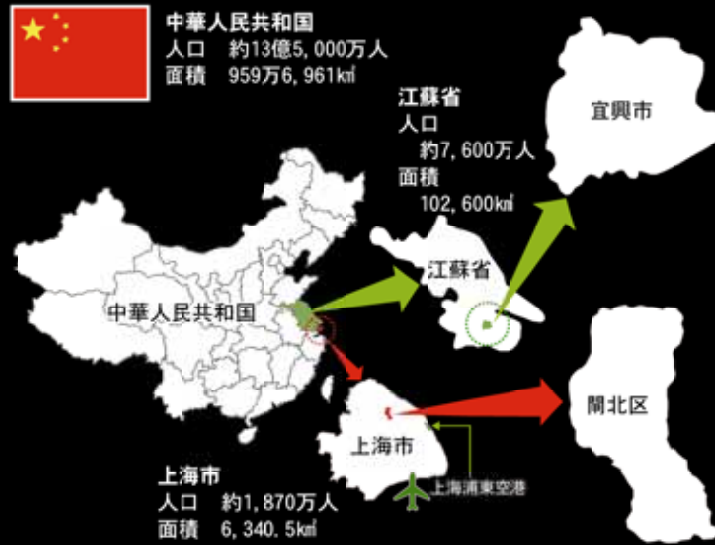 中華人民共和国
人口 約13億5,000万人
面積 959万6,961k㎡
江蘇省
人口
約7,600万人
面積
102,600k㎡
宜興市
江蘇省
中華人民共和国
閘北区
上海市
上海市
人口 約1,870万人
面積 6,340.5k㎡
上海浦東空港